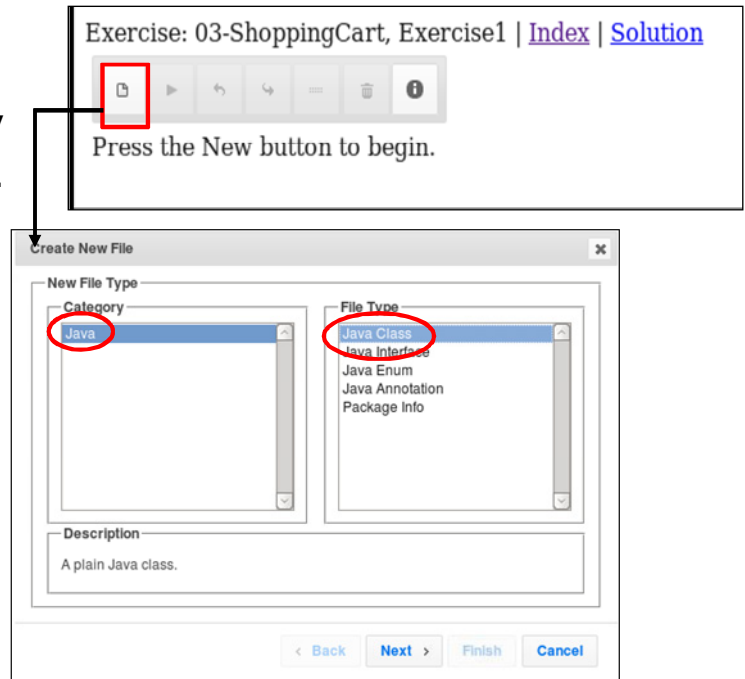 Exercise: 03-ShoppingCart, Exercise1 | Index | Solution
Press the New button to begin.
Create New File
New File Type
Category
Java
File Type
Java Class
Java Interface
Java Enum
Java Annotation
Package Info
Description
A plain Java class.
< Back Next > Finish Cancel